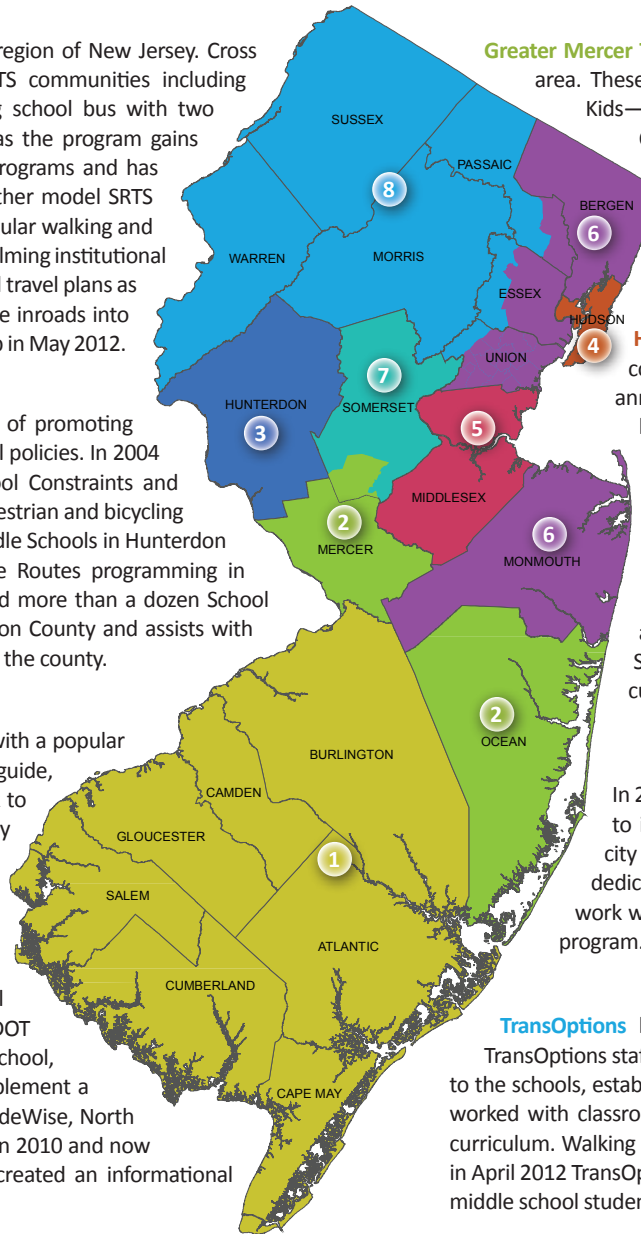 region of New Jersey. Cross
TS communities including
school bus with two
as the program gains
programs and has
ther model SRTS
ular walking and
lming institutional
travel plans as
e inroads into
in May 2012.
of promoting
l policies. In 2004
ol Constraints and
estrian and bicycling
dle Schools in Hunterdon
e Routes programming in
d more than a dozen School
on County and assists with
the county.
with a popular
guide,
to
y
l
DOT
chool,
plement a
deWise, North
n 2010 and now
created an informational
SUSSEX
PASSAIC
8
BERGEN
6
WARREN
MORRIS
ESSEX
HUDSON
4
UNION
7
HUNTERDON
SOMERSET
3
5
MIDDLESEX
2
MERCER
6
MONMOUTH
2
OCEAN
BURLINGTON
CAMDEN
GLOUCESTER
1
SALEM
ATLANTIC
CUMBERLAND
CAPE MAY
Greater Mercer
area. These
Kids—
H
co
ann
a
S
cu
In 2
to i
city
dedic
work w
program.
TransOptions
TransOptions stat
to the schools, estab
worked with classro
curriculum. Walking
in April 2012 TransOp
middle school studen